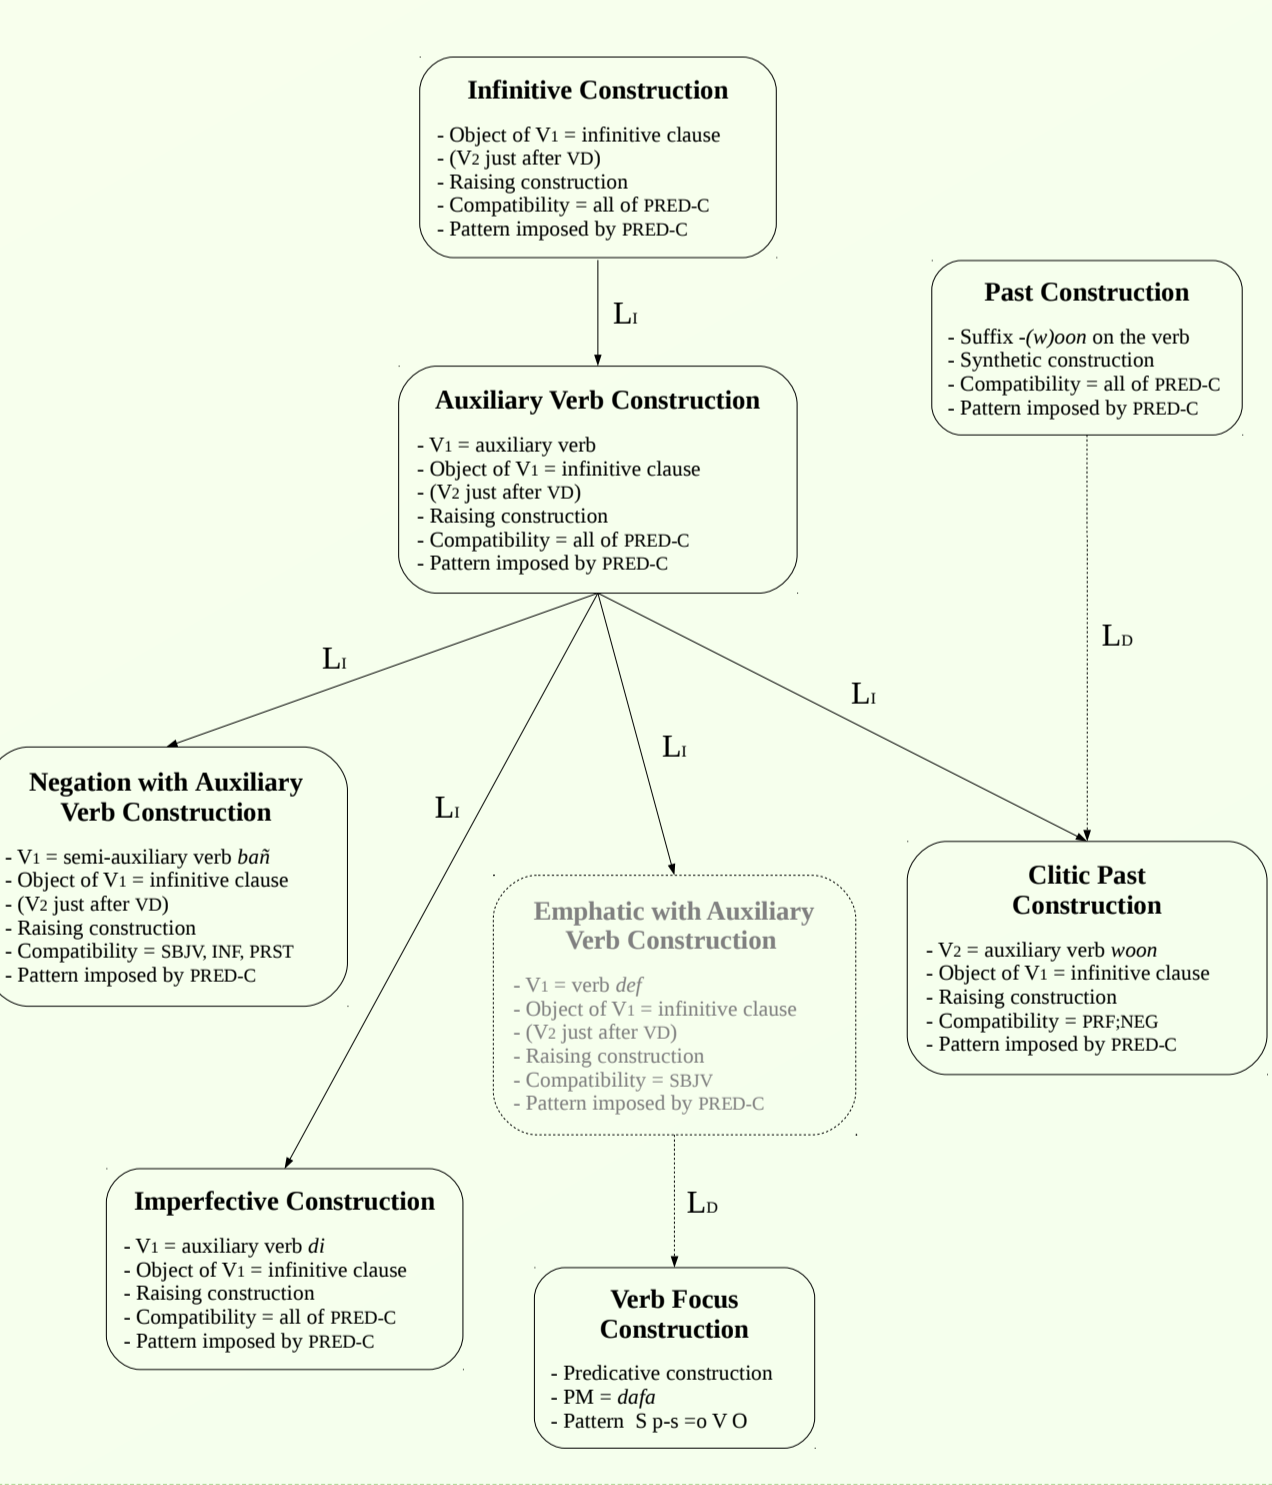 Infinitive Construction
- Object of V1 = infinitive clause
- (V2 just after VD)
- Raising construction
- Compatibility = all of PRED-C
- Pattern imposed by PRED-C
LI
Past Construction
- Suffix -(w)oon on the verb
- Synthetic construction
- Compatibility = all of PRED-C
- Pattern imposed by PRED-C
Auxiliary Verb Construction
- V1 = auxiliary verb
- Object of V1 = infinitive clause
- (V2 just after VD)
- Raising construction
- Compatibility = all of PRED-C
- Pattern imposed by PRED-C
LD
LI
LI
LI
LI
Negation with Auxiliary
Verb Construction
- V1 = semi-auxiliary verb bañ
- Object of V1 = infinitive clause
- (V2 just after VD)
- Raising construction
- Compatibility = SBJV, INF, PRST
- Pattern imposed by PRED-C
Emphatic with Auxiliary
Verb Construction
- V1 = verb def
- Object of V1 = infinitive clause
- (V2 just after VD)
- Raising construction
- Compatibility = SBJV
- Pattern imposed by PRED-C
Clitic Past
Construction
- V2 = auxiliary verb woon
- Object of V1 = infinitive clause
- Raising construction
- Compatibility = PRF;NEG
- Pattern imposed by PRED-C
Imperfective Construction
- V1 = auxiliary verb di
- Object of V1 = infinitive clause
- Raising construction
- Compatibility = all of PRED-C
- Pattern imposed by PRED-C
LD
Verb Focus
Construction
- Predicative construction
- PM = dafa
- Pattern S p-s =o V O